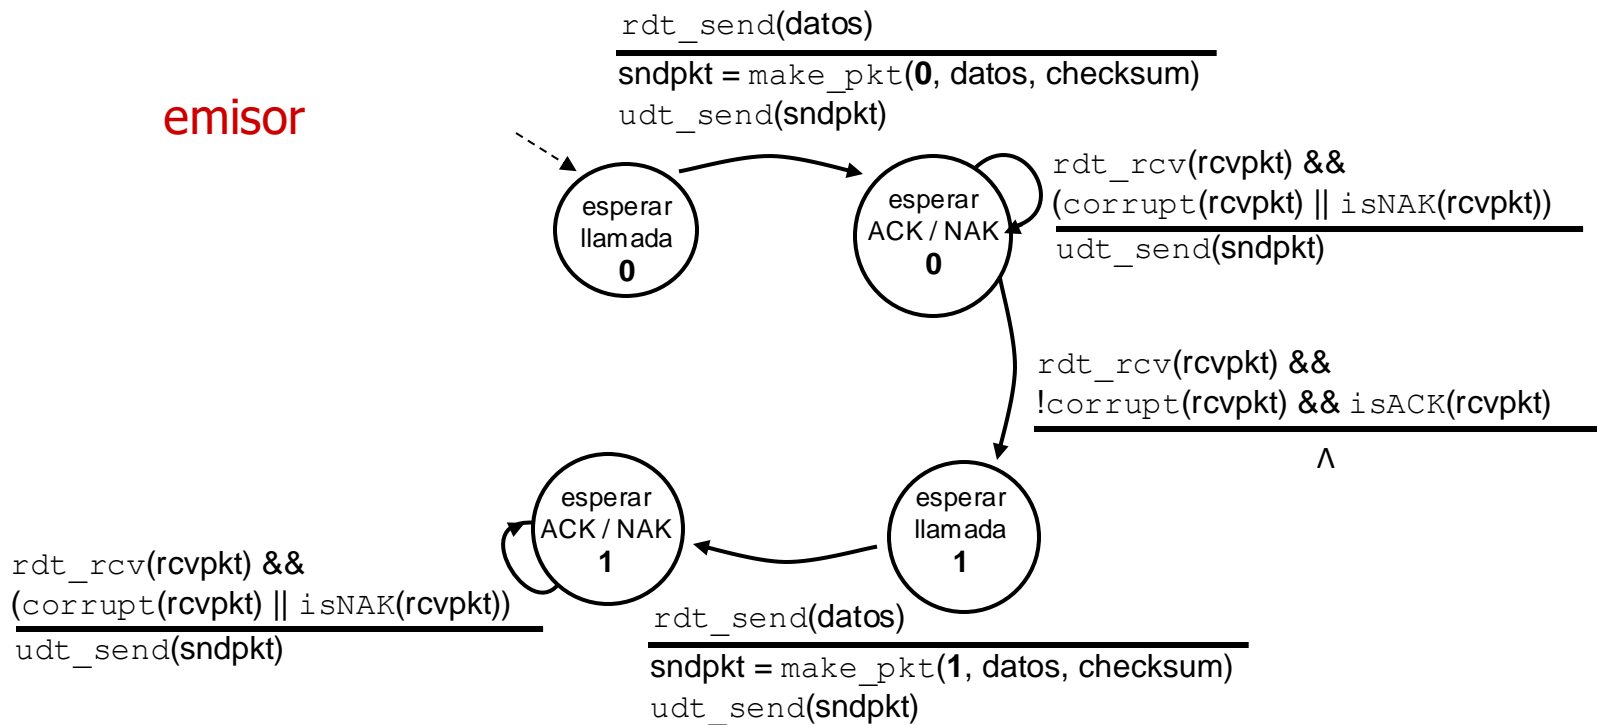 rdt_send(datos)
sndpkt = make_pkt(0, datos, checksum)
udt_send(sndpkt)
emisor
esperar
llamada
0
esperar
ACK / NAK
0
rdt_rcv(rcvpkt) &&
(corrupt(rcvpkt) || isNAK(rcvpkt))
udt_send(sndpkt)
rdt_rcv(rcvpkt) &&
!corrupt(rcvpkt) && isACK(rcvpkt)
Λ
esperar
ACK / NAK
1
esperar
llamada
1
rdt_rcv(rcvpkt) &&
(corrupt(rcvpkt) || isNAK(rcvpkt))
udt_send(sndpkt)
rdt_send(datos)
sndpkt = make_pkt(1, datos, checksum)
udt_send(sndpkt)